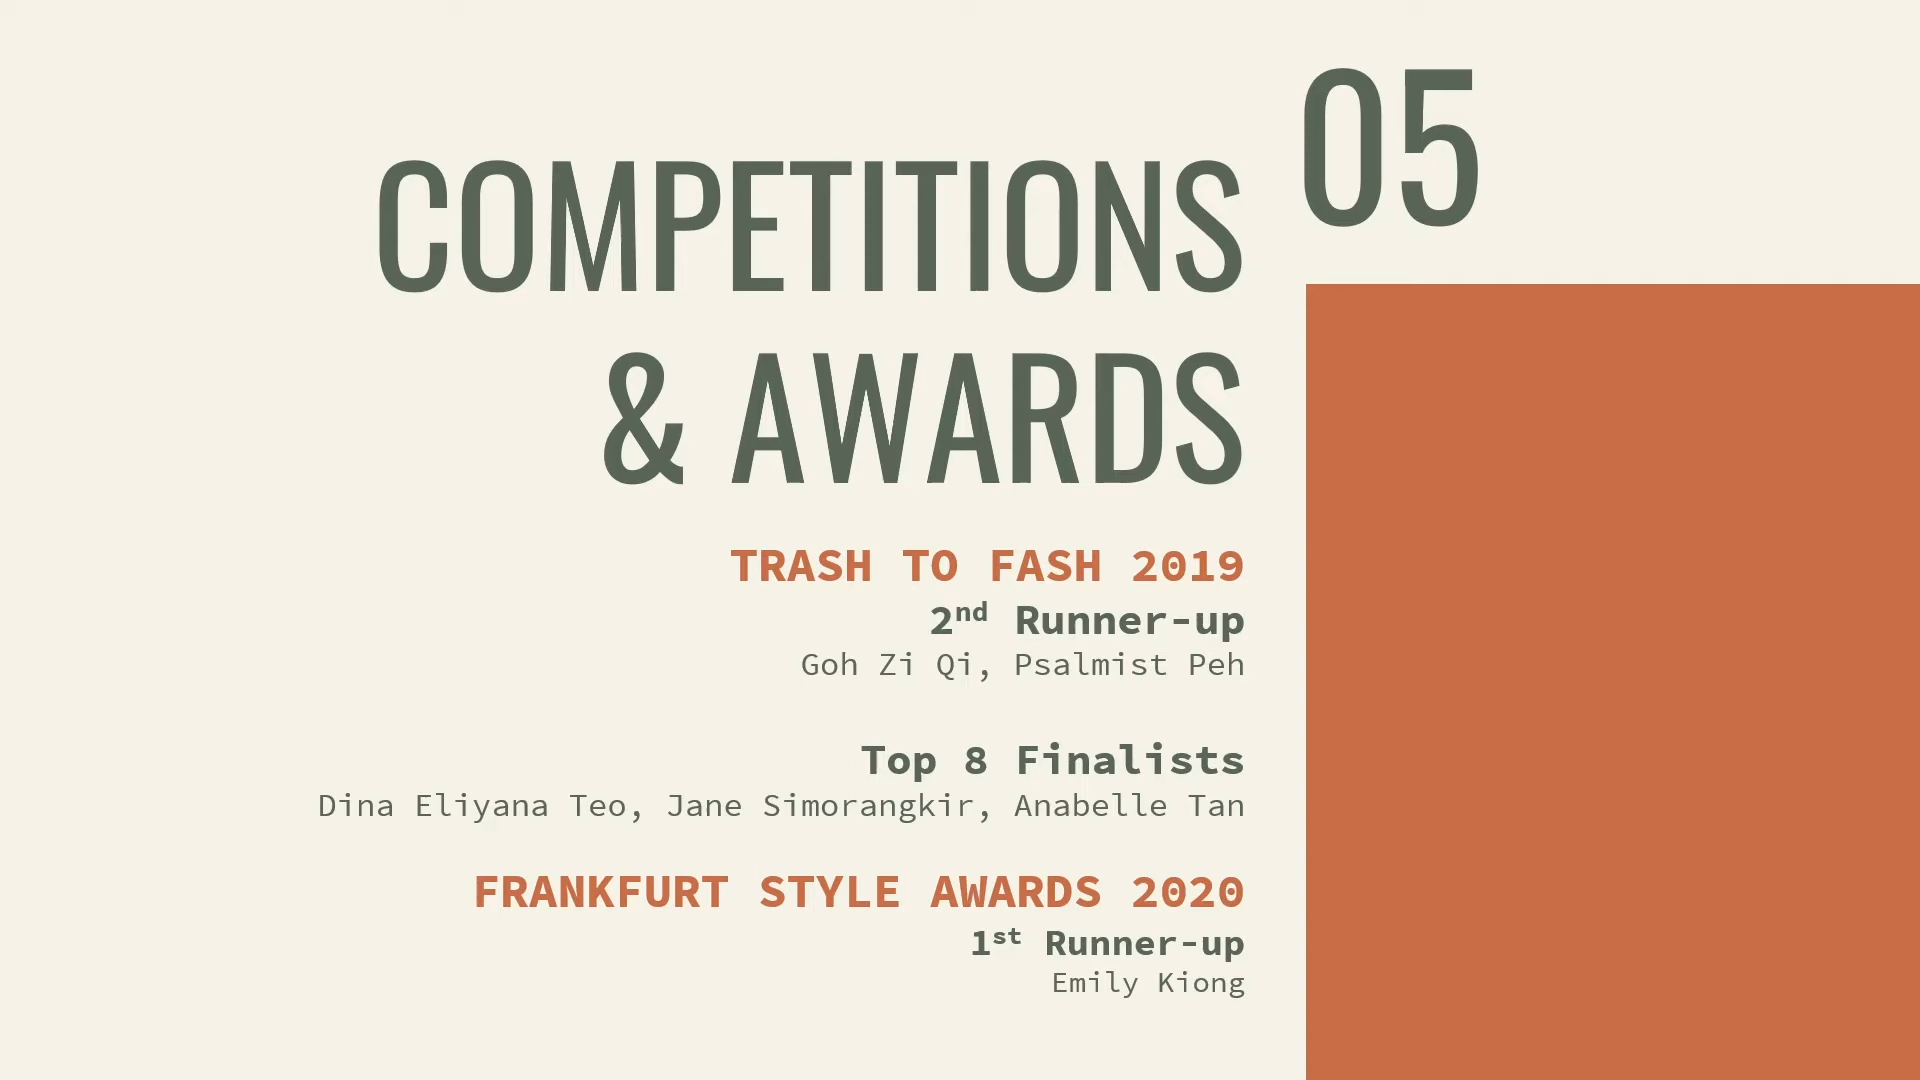 05
COMPETITIONS
& AWARDS
TRASH TO FASH 2019
2nd Runner-up
Goh Zi Qi, Psalmist Peh
Top 8 Finalists
Dina Eliyana Teo, Jane Simorangkir, Anabelle Tan
FRANKFURT STYLE AWARDS 2020
1st Runner-up
Emily Kiong